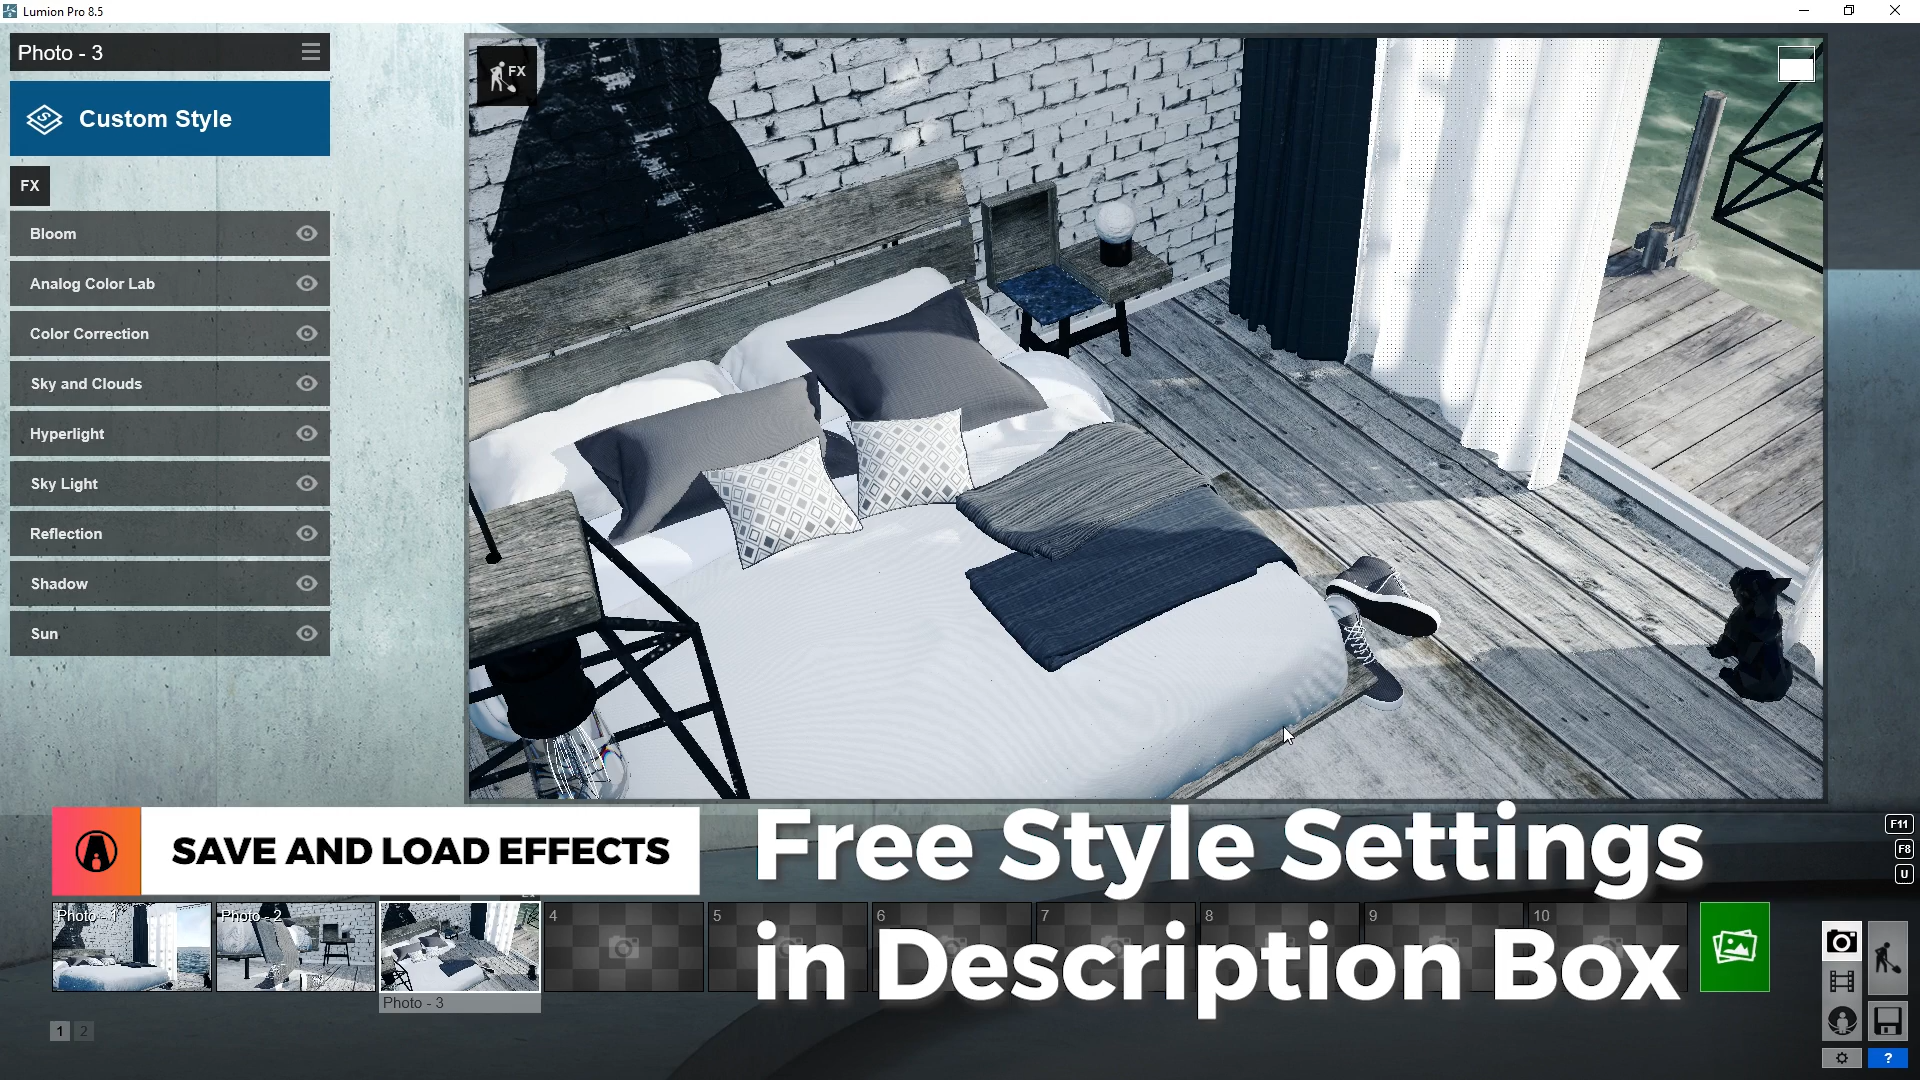 Lumion Pro 8.5
Photo - 3
Custom Style
FX
Bloom
Analog Color Lab
Color Correction
Sky and Clouds
Hyperlight
Sky Light
Reflection
Shadow
Sun
FX
SAVE AND LOAD EFFECTS
Free Style Settings
in Description Box
F11
F8
U
Photo - 1
Photo - 2
4
5
6
7
8
9
10
Photo - 3
1
2
?